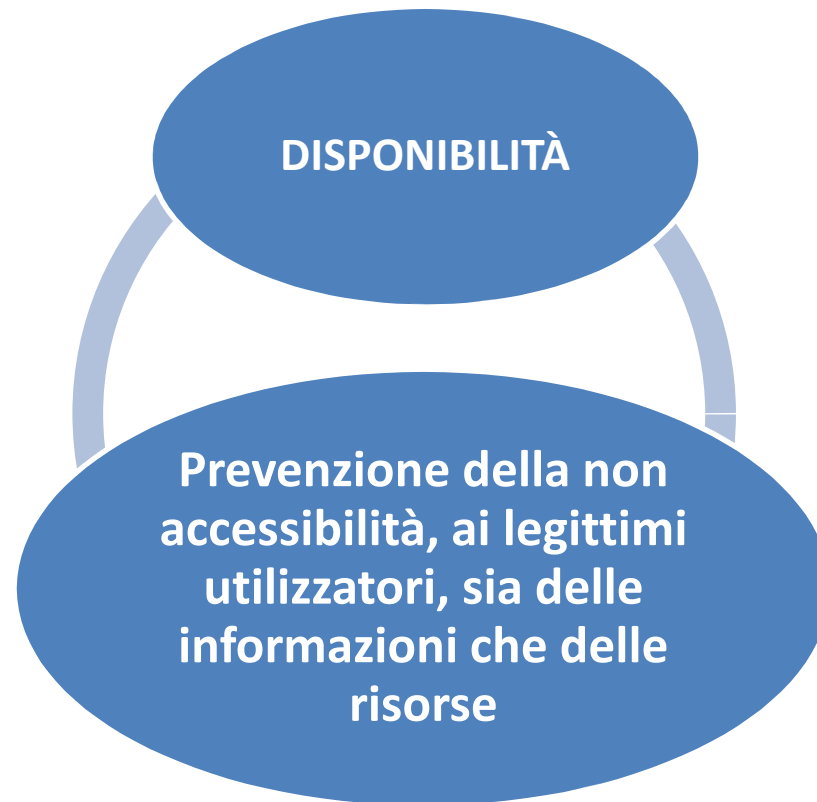 DISPONIBILITÀ
Prevenzione della non
accessibilità, ai legittimi
utilizzatori, sia delle
informazioni che delle
risorse